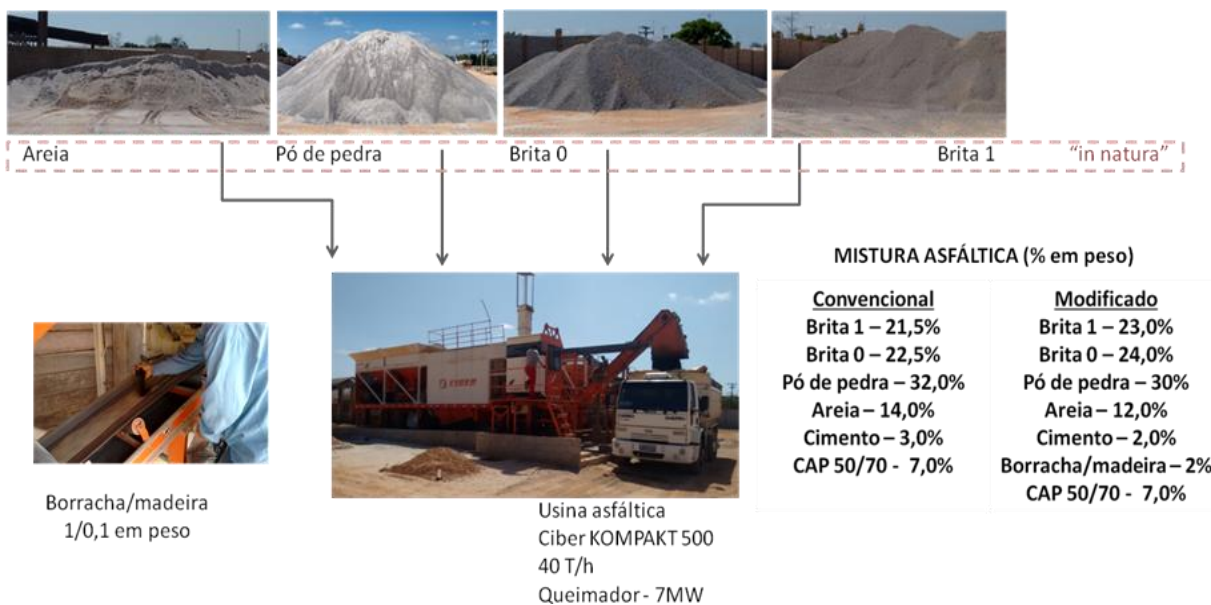 Areia Pó de pedra Brita 0 Brita 1 “in natura”
MISTURA ASFÁLTICA (% em peso)
Convencional
Brita 1 – 21,5%
Brita 0 – 22,5%
Pó de pedra – 32,0%
Areia – 14,0%
Cimento – 3,0%
CAP 50/70 - 7,0%
Modificado
Brita 1 – 23,0%
Brita 0 – 24,0%
Pó de pedra – 30%
Areia – 12,0%
Cimento – 2,0%
Borracha/madeira – 2%
CAP 50/70 - 7,0%
Borracha/madeira
1/0,1 em peso
Usina asfáltica
Ciber KOMPAKT 500
40 T/h
Queimador - 7MW